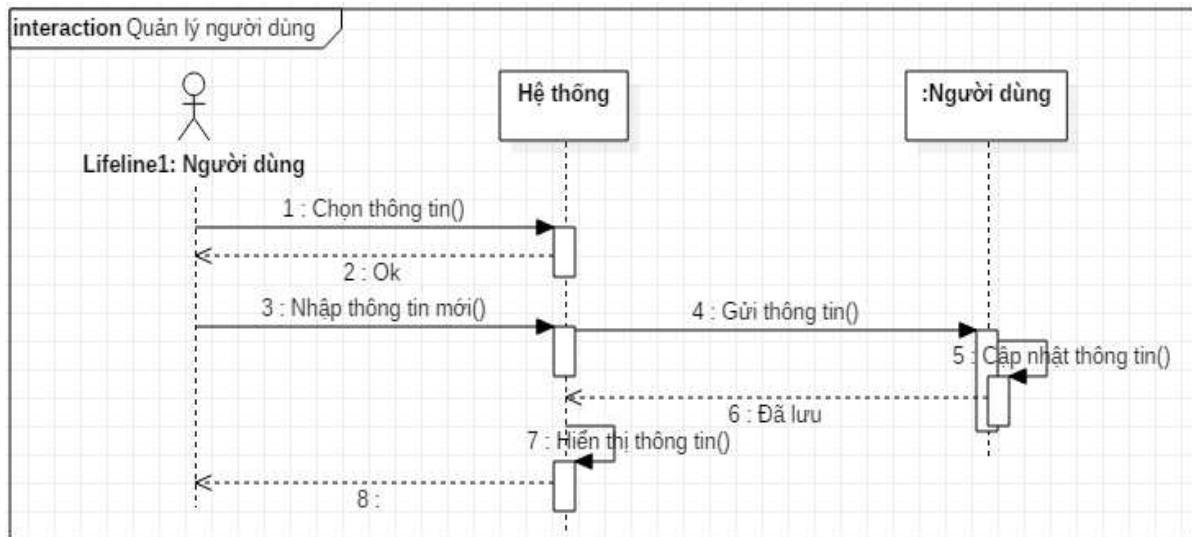 interaction Quản lý người dùng
Hệ thống
:Người dùng
Lifeline1: Người dùng
1 : Chọn thông tin()
2 : Ok
3 : Nhập thông tin mới()
4 : Gửi thông tin()
5 : Cập nhật thông tin()
6 : Đã lưu
7 : Hiển thị thông tin()
8 :